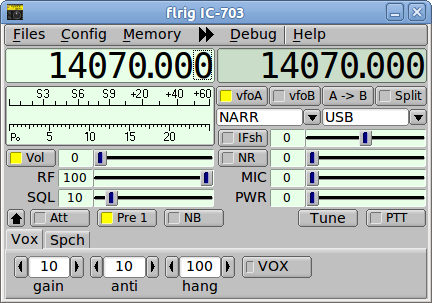 flrig IC-703
Files Config Memory Debug Help
14070.000 14070.000
S3 S6 S9 +20 +40 +60
Po 5 10 15 20
vfoA vfoB A -> B Split
NARR USB
IFsh 0
Vol 0 NR 0
RF 100 MIC 0
SQL 10 PWR 0
Att Pre 1 NB Tune PTT
Vox Spch
10 10 100 VOX
gain anti hang